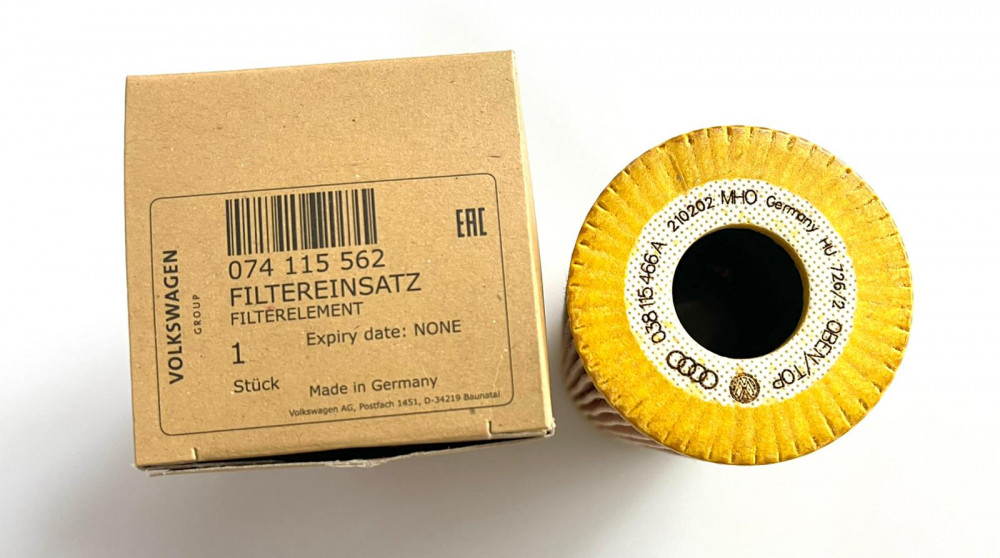 VOLKSWAGEN
GROUP
EAC
074 115 562
FILTEREINSATZ
FILTERELEMENT
Expiry date: NONE
1
Stück
Made in Germany
Volkswagen AG, Postfach 1451, D-34219 Baunatal
038 115 466 A 210202 MHO Germany HU 726/2 OBEN/TOP